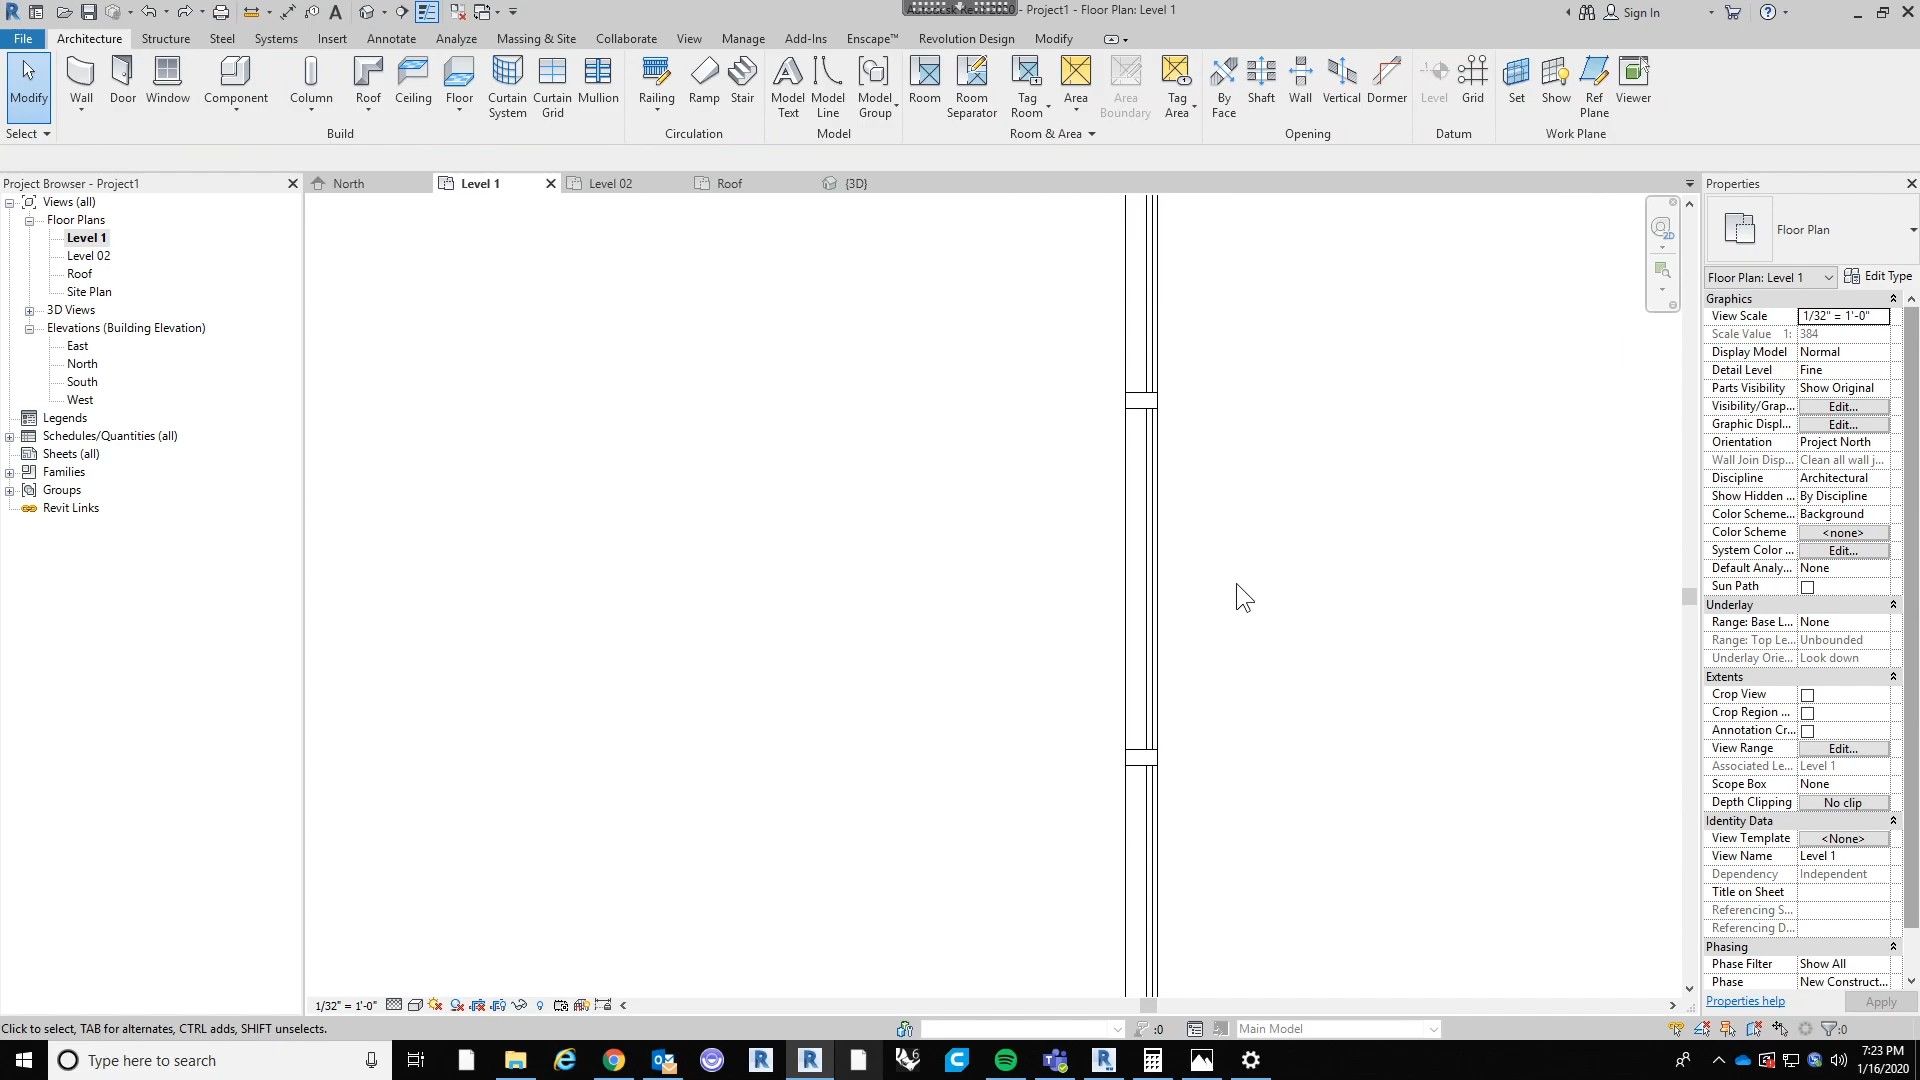 Project1 - Floor Plan: Level 1
Sign In
File
Architecture
Structure
Steel
Systems
Insert
Annotate
Analyze
Massing & Site
Collaborate
View
Manage
Add-Ins
Enscape™
Revolution Design
Modify
Modify
Wall
Door
Window
Component
Column
Roof
Ceiling
Floor
Curtain System
Curtain Grid
Mullion
Railing
Ramp
Stair
Model Text
Model Line
Model Group
Room
Room Separator
Tag Room
Area
Area Boundary
Tag Area
By Face
Shaft
Wall
Vertical
Dormer
Level
Grid
Set
Show
Ref Plane
Viewer
Select
Build
Circulation
Model
Room & Area
Opening
Datum
Work Plane
Project Browser - Project1
North
Level 1
Level 02
Roof
{3D}
Properties
Views (all)
Floor Plans
Level 1
Level 02
Roof
Site Plan
3D Views
Elevations (Building Elevation)
East
North
South
West
Legends
Schedules/Quantities (all)
Sheets (all)
Families
Groups
Revit Links
2D
Floor Plan
Floor Plan: Level 1
Edit Type
Graphics
View Scale 1/32" = 1'-0"
Scale Value 1: 384
Display Model Normal
Detail Level Fine
Parts Visibility Show Original
Visibility/Grap... Edit...
Graphic Displ... Edit...
Orientation Project North
Wall Join Disp... Clean all wall j...
Discipline Architectural
Show Hidden ... By Discipline
Color Scheme... Background
Color Scheme <none>
System Color ... Edit...
Default Analy... None
Sun Path
Underlay
Range: Base L... None
Range: Top Le... Unbounded
Underlay Orie... Look down
Extents
Crop View
Crop Region ...
Annotation Cr...
View Range Edit...
Associated Le... Level 1
Scope Box None
Depth Clipping No clip
Identity Data
View Template <None>
View Name Level 1
Dependency Independent
Title on Sheet
Referencing S...
Referencing D...
Phasing
Phase Filter Show All
Phase New Construct...
Properties help
Apply
1/32" = 1'-0"
Click to select, TAB for alternates, CTRL adds, SHIFT unselects.
:0
Main Model
:0
Type here to search
7:23 PM
1/16/2020